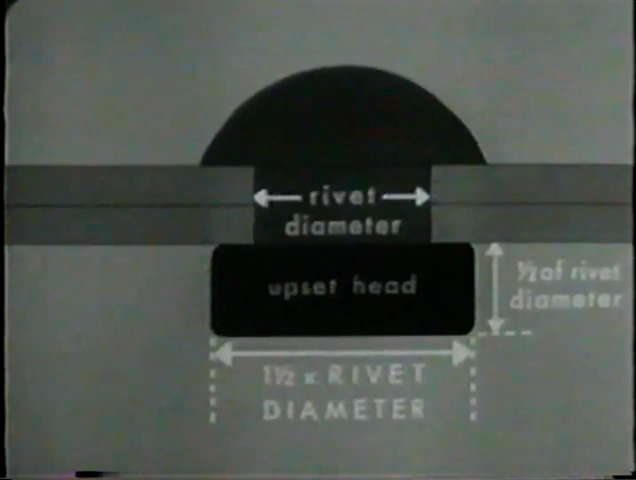 rivet
diameter
upset head
½ of rivet
diameter
1½ x RIVET
DIAMETER